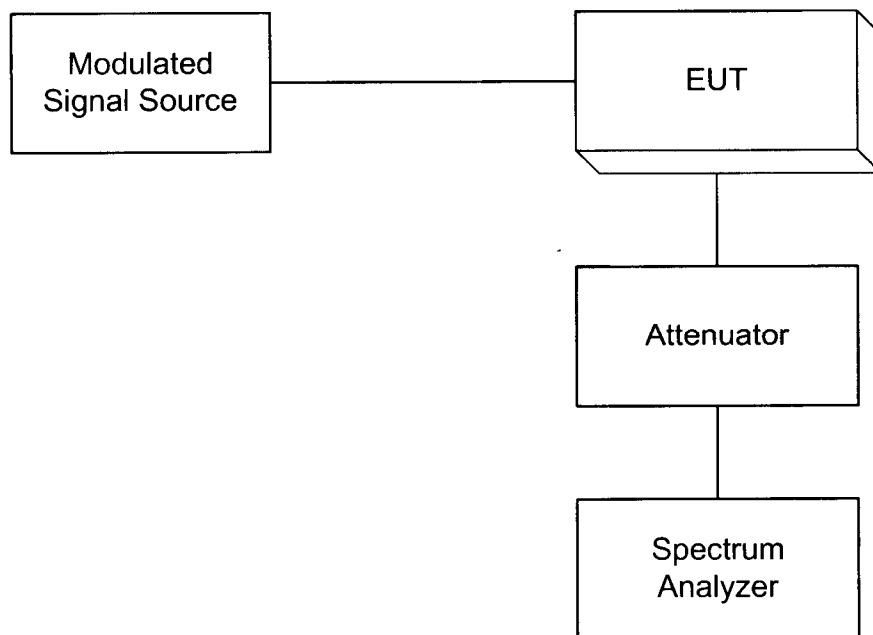 Modulated
Signal Source
EUT
Attenuator
Spectrum
Analyzer